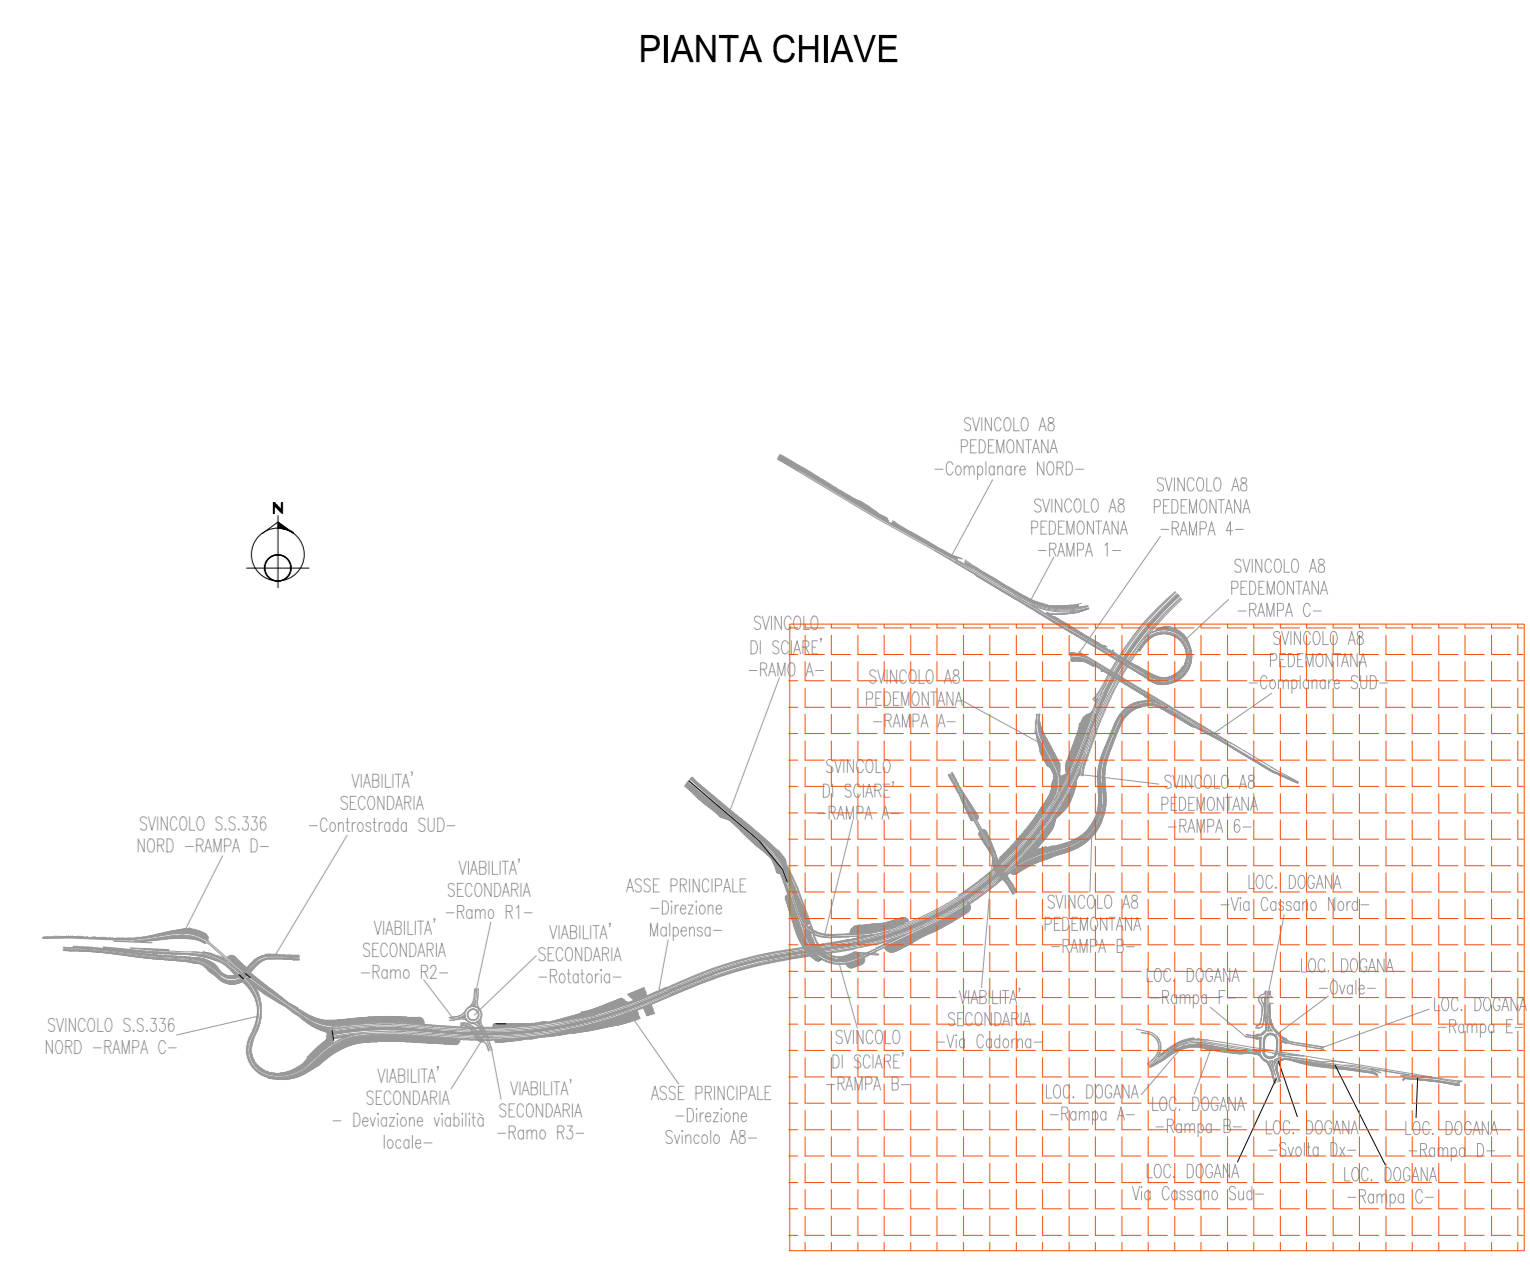 PIANTA CHIAVE
SVINCOLO A8
PEDEMONTANA
-Complanare NORD-
SVINCOLO A8
PEDEMONTANA
-RAMPA 4-
SVINCOLO A8
PEDEMONTANA
-RAMPA 1-
N
SVINCOLO A8
PEDEMONTANA
-RAMPA C-
SVINCOLO
DI SCIARE'
-RAMO A-
SVINCOLO A8
PEDEMONTANA
-Complanare SUD-
SVINCOLO A8
PEDEMONTANA
-RAMPA A-
SVINCOLO
DI SCIARE'
-RAMPA A-
SVINCOLO A8
PEDEMONTANA
-RAMPA 6-
VIABILITA'
SECONDARIA
-Controstrada SUD-
SVINCOLO S.S.336
NORD -RAMPA D-
VIABILITA'
SECONDARIA
-Ramo R1-
ASSE PRINCIPALE
-Direzione
Malpensa-
LOC. DOGANA
-Via Cassano Nord-
SVINCOLO A8
PEDEMONTANA
-RAMPA B-
VIABILITA'
SECONDARIA
-Ramo R2-
VIABILITA'
SECONDARIA
-Rotatoria-
LOC. DOGANA
-Rampa F-
LOC. DOGANA
-Ovale-
VIABILITA'
SECONDARIA
-Via Cadorna-
LOC. DOGANA
-Rampa E-
SVINCOLO S.S.336
NORD -RAMPA C-
SVINCOLO
DI SCIARE'
-RAMPA B-
VIABILITA'
SECONDARIA
- Deviazione viabilità
locale-
VIABILITA'
SECONDARIA
-Ramo R3-
ASSE PRINCIPALE
-Direzione
Svincolo A8-
LOC. DOGANA
-Rampa A-
LOC. DOGANA
-Rampa B-
LOC. DOGANA
-Svolta Dx-
LOC. DOGANA
-Rampa D-
LOC. DOGANA
Via Cassano Sud-
LOC. DOGANA
-Rampa C-